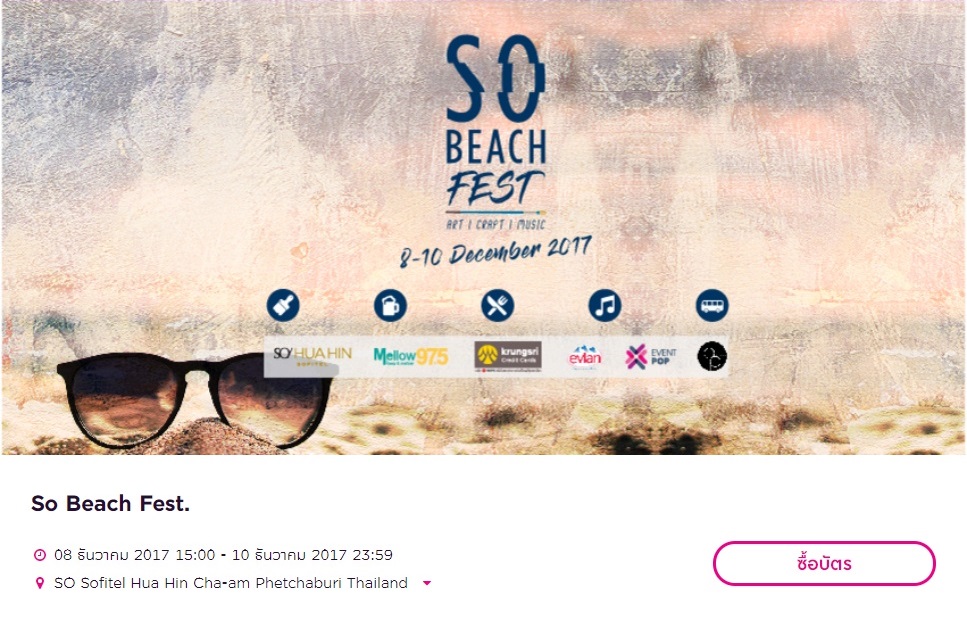 SO
BEACH
FEST
ART | CRAFT | MUSIC
8-10 December 2017
SO/ HUA HIN Mellow 97.5 krungsri evian EVENT
SOFITEL Credit Cards POP
So Beach Fest.
08 ธันวาคม 2017 15:00 - 10 ธันวาคม 2017 23:59
SO Sofitel Hua Hin Cha-am Phetchaburi Thailand
ซื้อบัตร